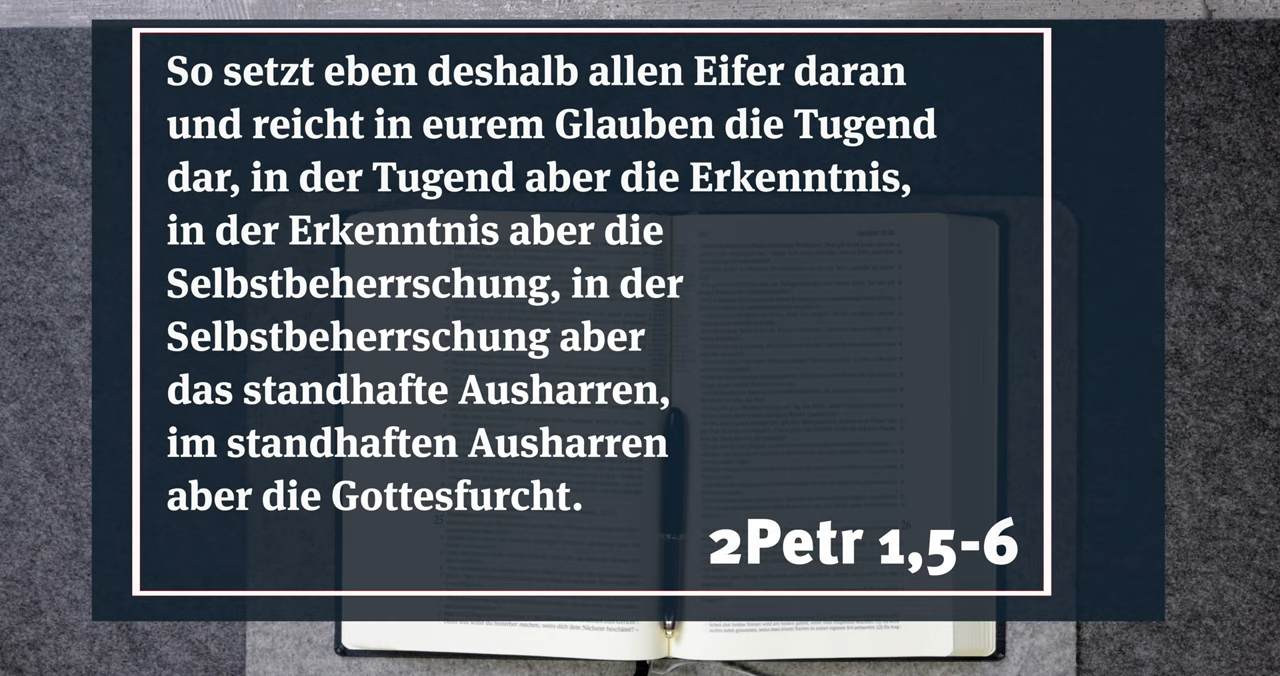 So setzt eben deshalb allen Eifer daran
und reicht in eurem Glauben die Tugend
dar, in der Tugend aber die Erkenntnis,
in der Erkenntnis aber die
Selbstbeherrschung, in der
Selbstbeherrschung aber
das standhafte Ausharren,
im standhaften Ausharren
aber die Gottesfurcht.
2Petr 1,5-6